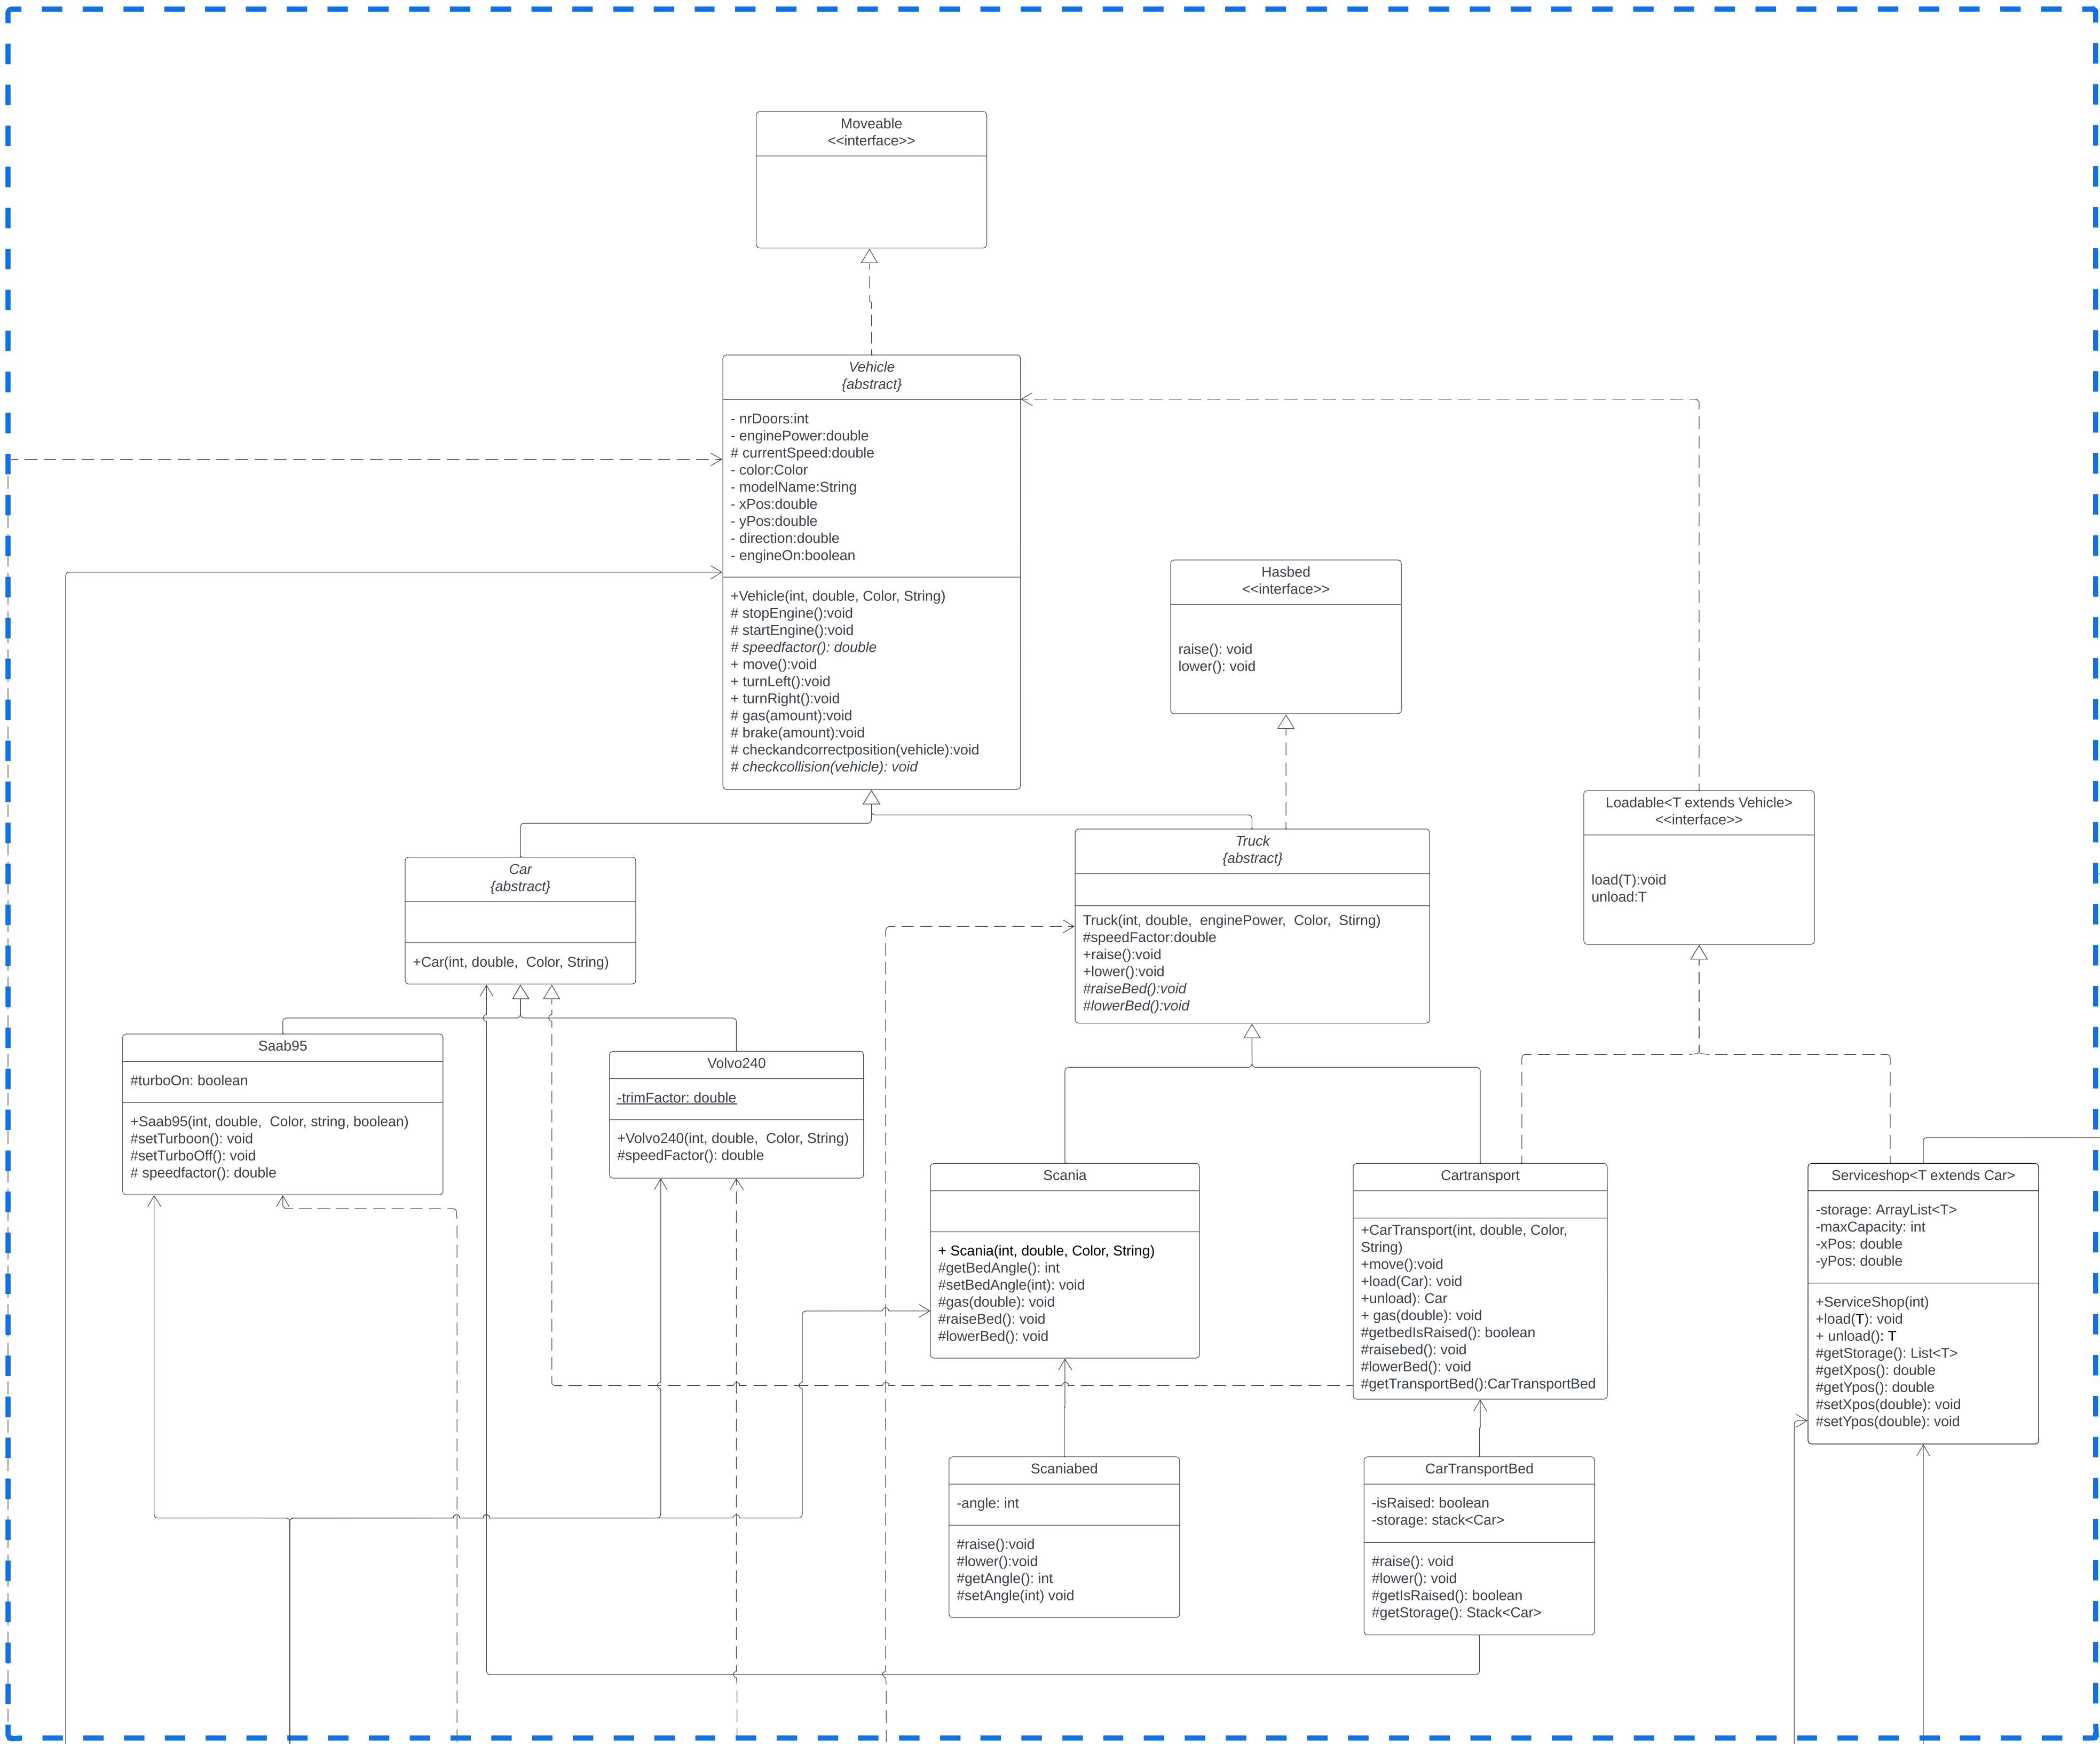 Moveable
<<interface>>
Vehicle
{abstract}
- nrDoors:int
- enginePower:double
# currentSpeed:double
- color:Color
- modelName:String
- xPos:double
- yPos:double
- direction:double
- engineOn:boolean
+Vehicle(int, double, Color, String)
# stopEngine():void
# startEngine():void
# speedfactor(): double
+ move():void
+ turnLeft():void
+ turnRight():void
# gas(amount):void
# brake(amount):void
# checkandcorrectposition(vehicle):void
# checkcollision(vehicle): void
Hasbed
<<interface>>
raise(): void
lower(): void
Loadable<T extends Vehicle>
<<interface>>
load(T):void
unload:T
Car
{abstract}
+Car(int, double,  Color, String)
Truck
{abstract}
Truck(int, double,  enginePower,  Color,  Stirng)
#speedFactor:double
+raise():void
+lower():void
#raiseBed():void
#lowerBed():void
Saab95
#turboOn: boolean
+Saab95(int, double,  Color, string, boolean)
#setTurboon(): void
#setTurboOff(): void
# speedfactor(): double
Volvo240
-trimFactor: double
+Volvo240(int, double,  Color, String)
#speedFactor(): double
Scania
+ Scania(int, double, Color, String)
#getBedAngle(): int
#setBedAngle(int): void
#gas(double): void
#raiseBed(): void
#lowerBed(): void
Cartransport
+CarTransport(int, double, Color,
String)
+move():void
+load(Car): void
+unload): Car
+ gas(double): void
#getbedIsRaised(): boolean
#raisebed(): void
#lowerBed(): void
#getTransportBed():CarTransportBed
Serviceshop<T extends Car>
-storage: ArrayList<T>
-maxCapacity: int
-xPos: double
-yPos: double
+ServiceShop(int)
+load(T): void
+ unload(): T
#getStorage(): List<T>
#getXpos(): double
#getYpos(): double
#setXpos(double): void
#setYpos(double): void
Scaniabed
-angle: int
#raise():void
#lower():void
#getAngle(): int
#setAngle(int) void
CarTransportBed
-isRaised: boolean
-storage: stack<Car>
#raise(): void
#lower(): void
#getIsRaised(): boolean
#getStorage(): Stack<Car>